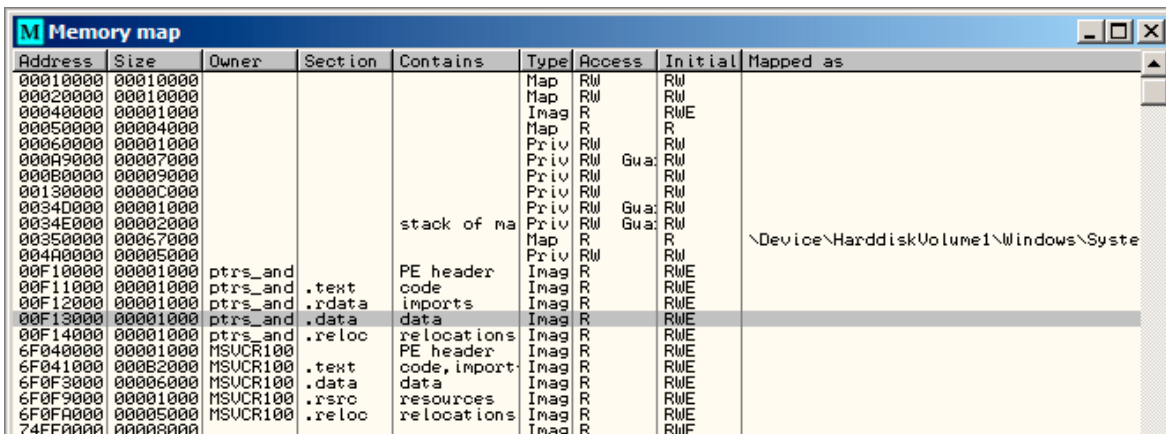 M Memory map
Address Size Owner Section Contains Type Access Initial Mapped as
00010000 00010000 Map RW RW
00020000 00010000 Map RW RW
00040000 00001000 Imag R RWE
00050000 00004000 Map R R
00060000 00001000 Priv RW RW
000A9000 00007000 Priv RW Gua: RW
000B0000 00009000 Priv RW RW
00130000 0000C000 Priv RW RW
0034D000 00001000 Priv RW Gua: RW
0034E000 00002000 stack of ma Priv RW Gua: RW
00350000 00067000 Map R R \Device\HarddiskVolume1\Windows\Syste
004A0000 00005000 Priv RW RW
00F10000 00001000 ptrs_and PE header Imag R RWE
00F11000 00001000 ptrs_and .text code Imag R RWE
00F12000 00001000 ptrs_and .rdata imports Imag R RWE
00F13000 00001000 ptrs_and .data data Imag R RWE
00F14000 00001000 ptrs_and .reloc relocations Imag R RWE
6F040000 00001000 MSVCR100 PE header Imag R RWE
6F041000 000B2000 MSVCR100 .text code,import Imag R RWE
6F0F3000 00006000 MSVCR100 .data data Imag R RWE
6F0F9000 00001000 MSVCR100 .rsrc resources Imag R RWE
6F0FA000 00005000 MSVCR100 .reloc relocations Imag R RWE
74FF0000 00008000 Imag R RWE